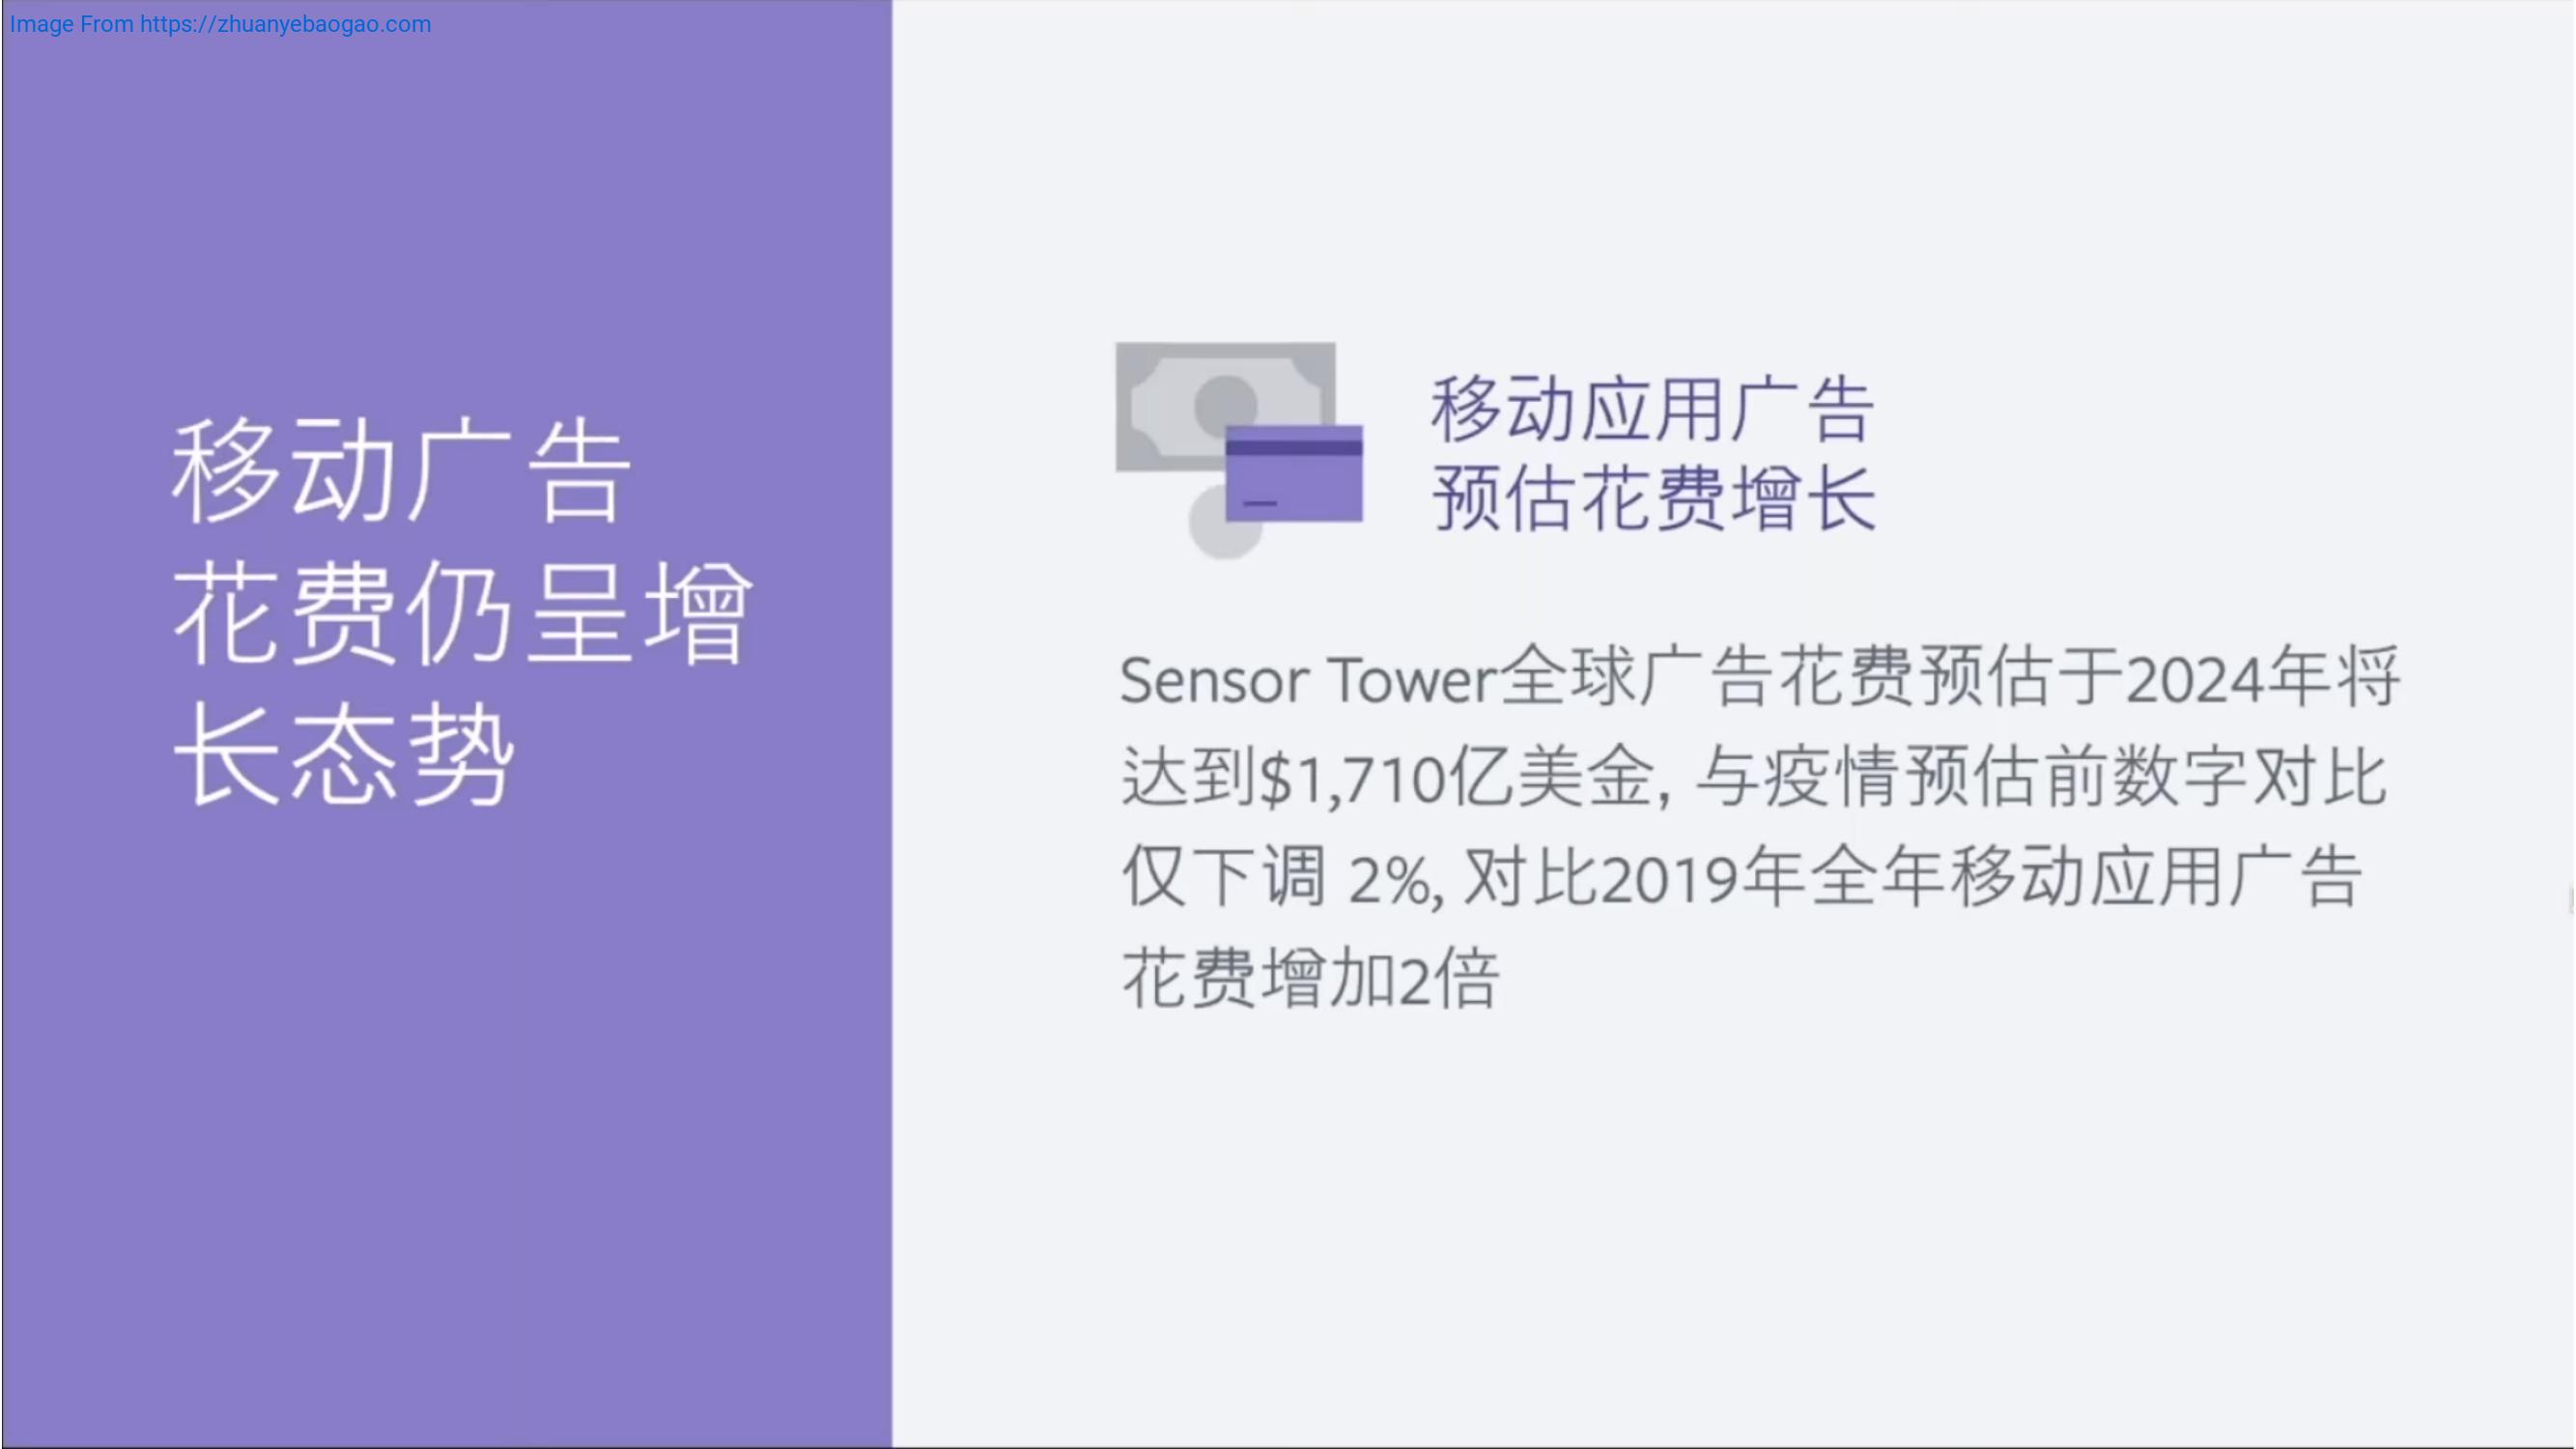 Image From https://zhuanyebaogao.com
移动广告
花费仍呈增
长态势
移动应用广告
预估花费增长
Sensor Tower全球广告花费预估于2024年将
达到$1,710亿美金, 与疫情预估前数字对比
仅下调 2%, 对比2019年全年移动应用广告
花费增加2倍